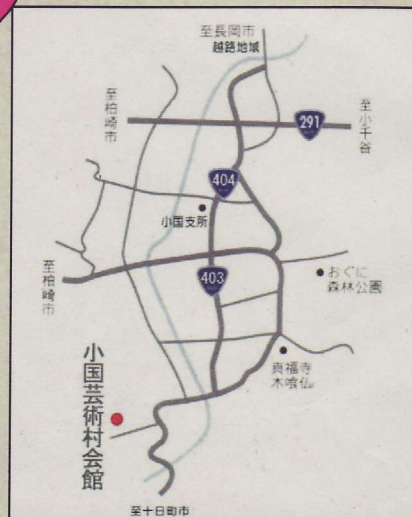 至長岡市
越路地域
至柏崎市
291
至小千谷
404
小国支所
403
至柏崎市
おぐに
森林公園
真福寺
木喰仏
小国芸術村会館
至十日町市